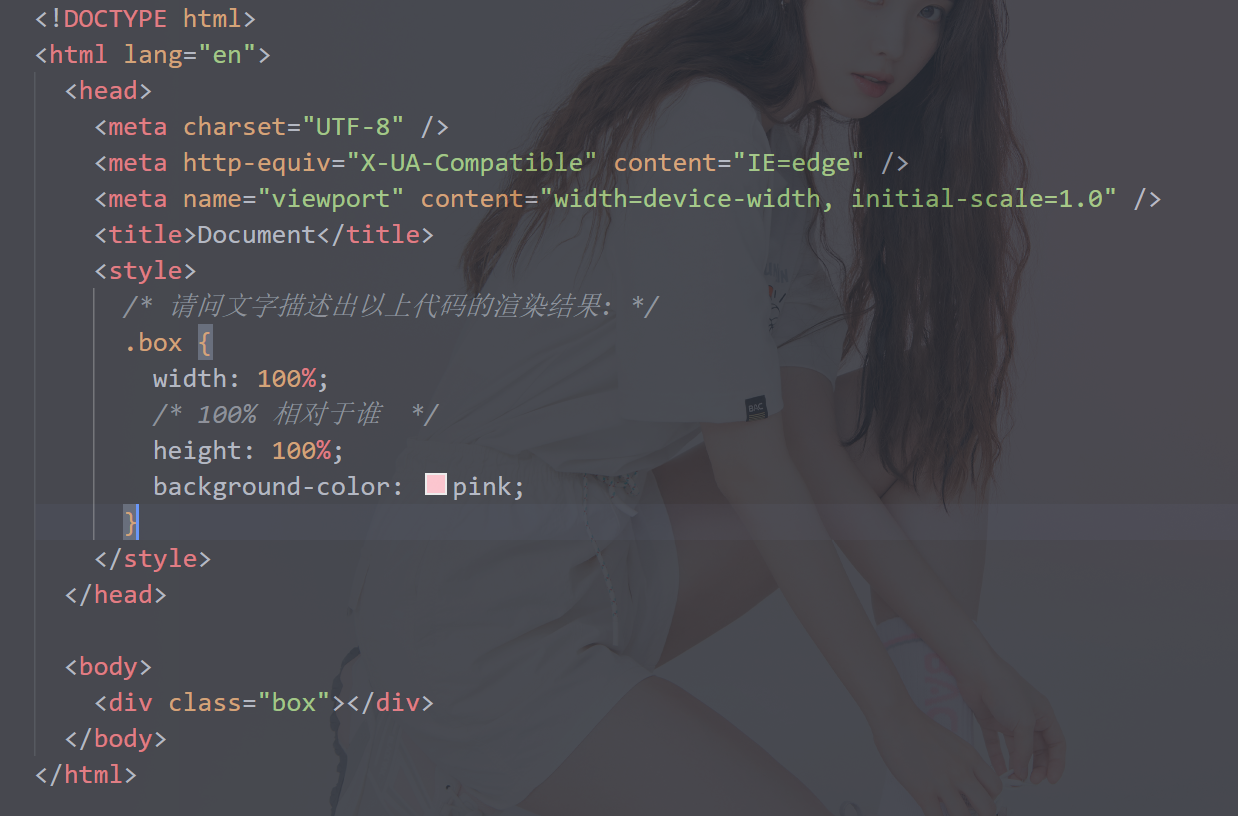 <!DOCTYPE html>
<html lang="en">
<head>
<meta charset="UTF-8" />
<meta http-equiv="X-UA-Compatible" content="IE=edge" />
<meta name="viewport" content="width=device-width, initial-scale=1.0" />
<title>Document</title>
<style>
/* 请问文字描述出以上代码的渲染结果: */
.box {
width: 100%;
/* 100% 相对于谁  */
height: 100%;
background-color: pink;
}
</style>
</head>
<body>
<div class="box"></div>
</body>
</html>
BAC